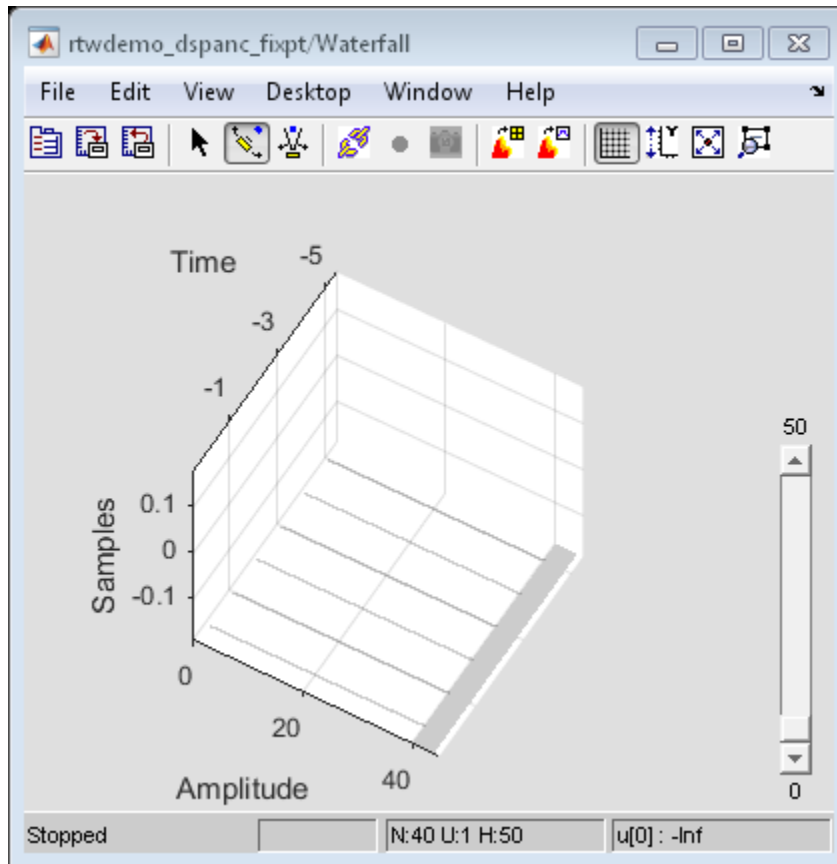 rtwdemo_dspanc_fixpt/Waterfall
File Edit View Desktop Window Help
Time
-5
-3
-1
50
Samples
0.1
0
-0.1
0
20
40
Amplitude
0
Stopped N:40 U:1 H:50 u[0] : -Inf